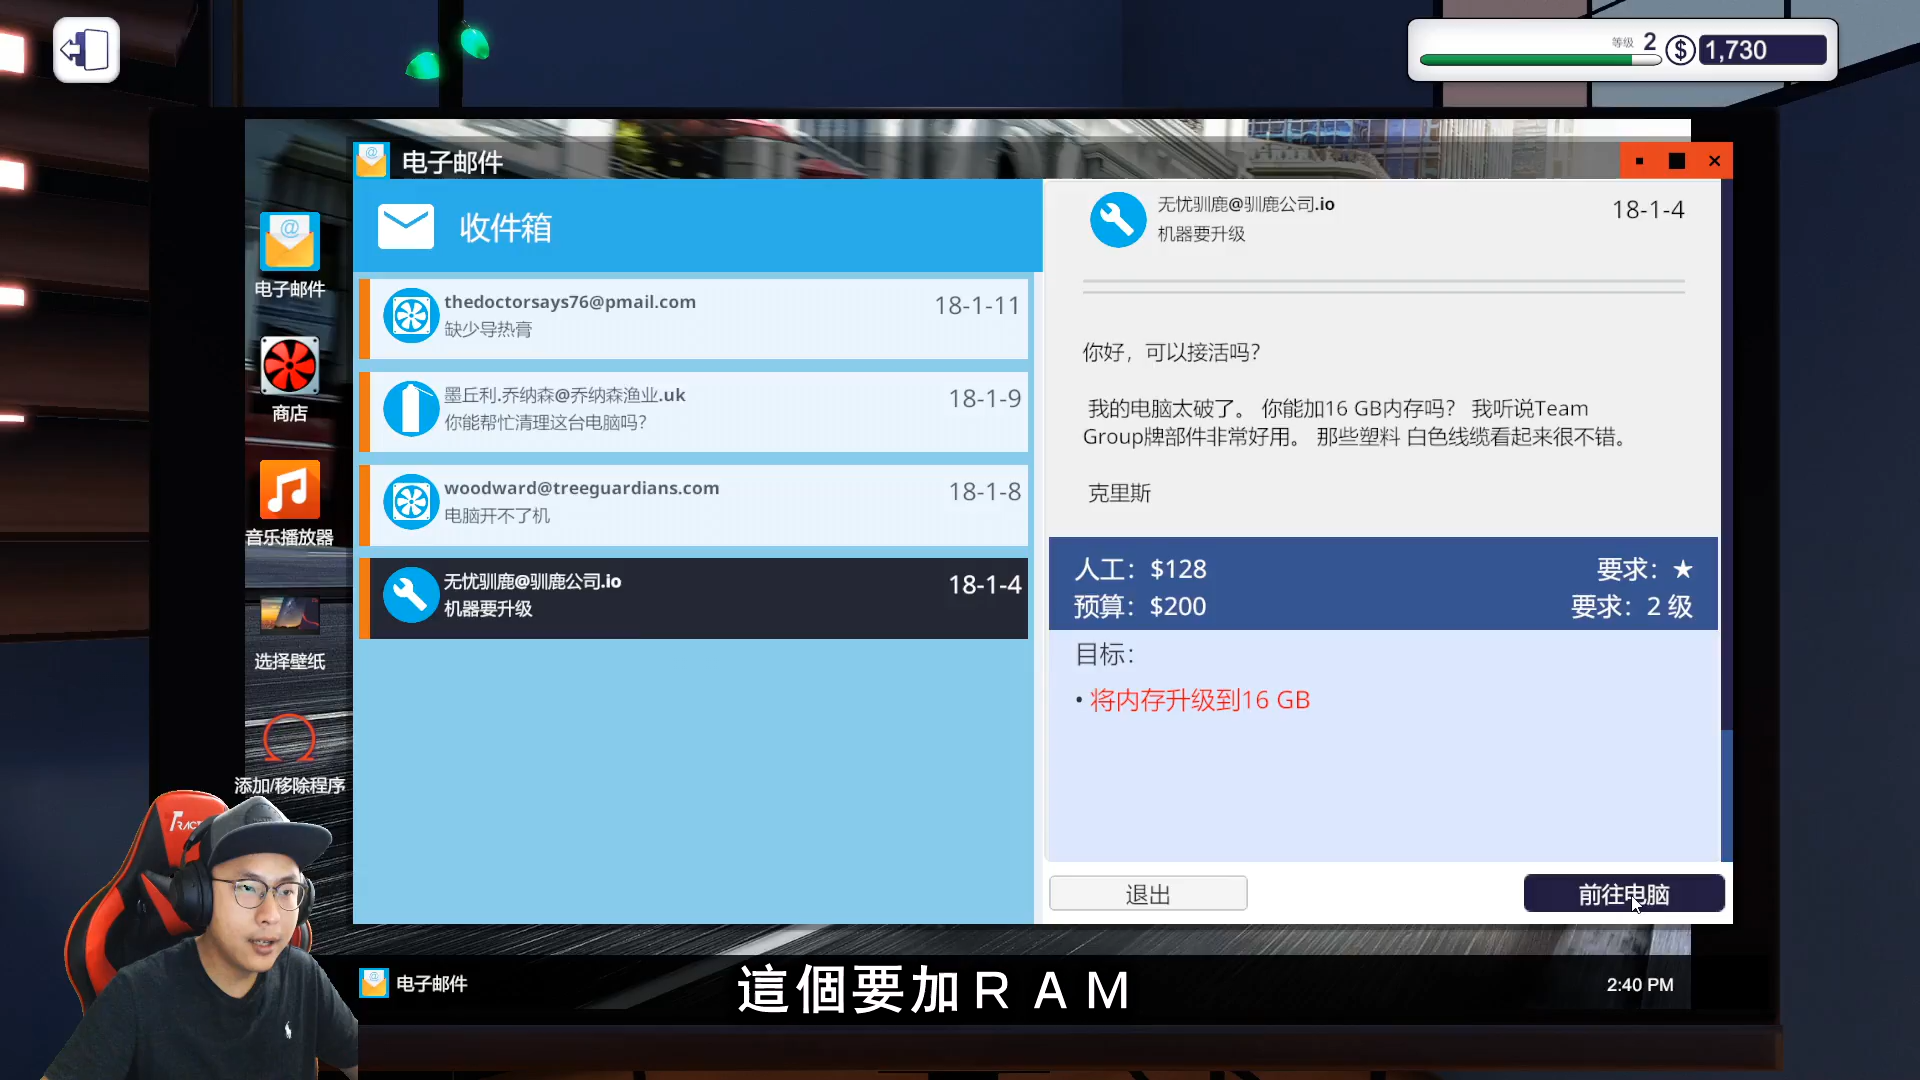 等级 2 $ 1,730
电子邮件
收件箱
电子邮件
商店
音乐播放器
选择壁纸
添加/移除程序
thedoctorsays76@pmail.com 18-1-11
缺少导热膏
墨丘利.乔纳森@乔纳森渔业.uk 18-1-9
你能帮忙清理这台电脑吗?
woodward@treeguardians.com 18-1-8
电脑开不了机
无忧驯鹿@驯鹿公司.io 18-1-4
机器要升级
无忧驯鹿@驯鹿公司.io 18-1-4
机器要升级
你好，可以接活吗?
我的电脑太破了。 你能加16 GB内存吗? 我听说Team
Group牌部件非常好用。 那些塑料 白色线缆看起来很不错。
克里斯
人工: $128 要求: ★
预算: $200 要求: 2 级
目标:
• 将内存升级到16 GB
退出 前往电脑
电子邮件
這個要加RAM
2:40 PM